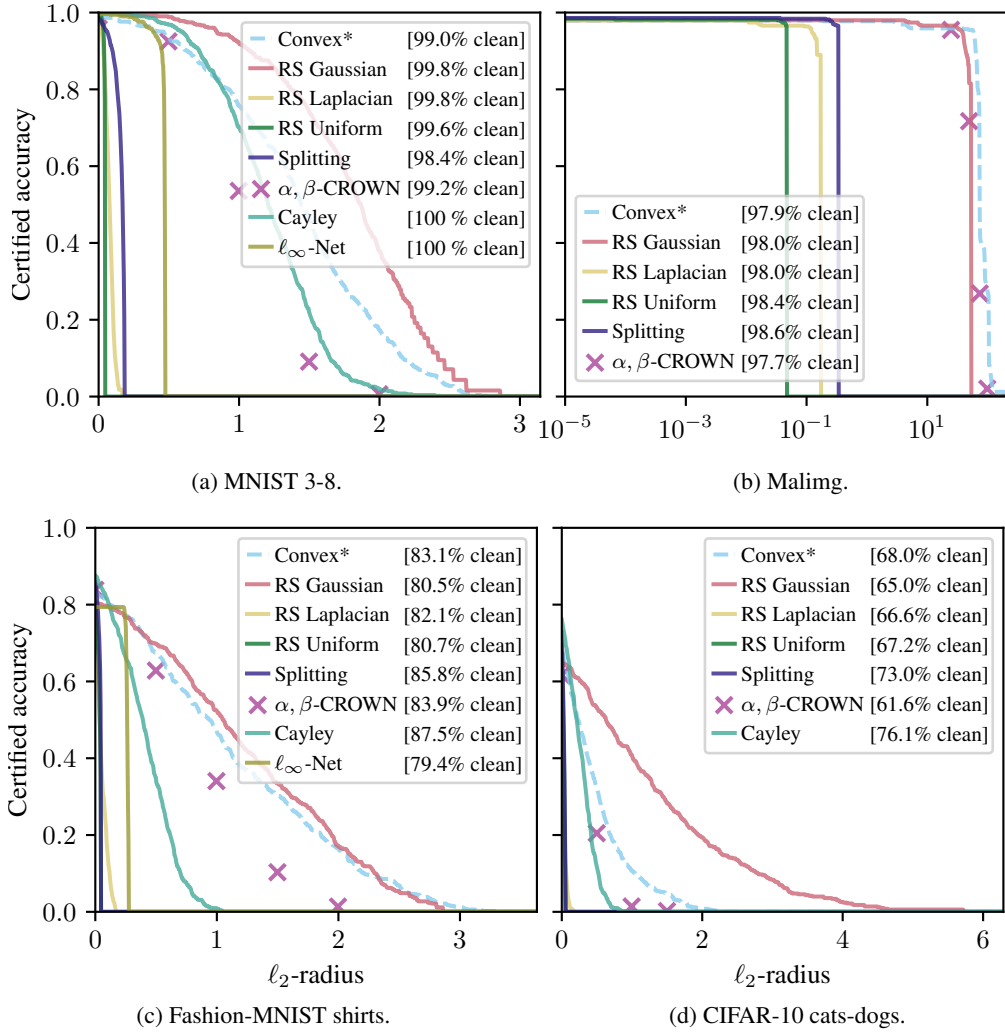 1.0
0.8
0.6
0.4
0.2
0.0
Certified accuracy
Convex* [99.0% clean]
RS Gaussian [99.8% clean]
RS Laplacian [99.8% clean]
RS Uniform [99.6% clean]
Splitting [98.4% clean]
α, β-CROWN [99.2% clean]
Cayley [100 % clean]
ℓ∞-Net [100 % clean]
0 1 2 3
(a) MNIST 3-8.
Convex* [97.9% clean]
RS Gaussian [98.0% clean]
RS Laplacian [98.0% clean]
RS Uniform [98.4% clean]
Splitting [98.6% clean]
α, β-CROWN [97.7% clean]
10⁻⁵ 10⁻³ 10⁻¹ 10¹
(b) Malimg.
1.0
0.8
0.6
0.4
0.2
0.0
Certified accuracy
Convex* [83.1% clean]
RS Gaussian [80.5% clean]
RS Laplacian [82.1% clean]
RS Uniform [80.7% clean]
Splitting [85.8% clean]
α, β-CROWN [83.9% clean]
Cayley [87.5% clean]
ℓ∞-Net [79.4% clean]
0 1 2 3
ℓ₂-radius
(c) Fashion-MNIST shirts.
Convex* [68.0% clean]
RS Gaussian [65.0% clean]
RS Laplacian [66.6% clean]
RS Uniform [67.2% clean]
Splitting [73.0% clean]
α, β-CROWN [61.6% clean]
Cayley [76.1% clean]
0 2 4 6
ℓ₂-radius
(d) CIFAR-10 cats-dogs.